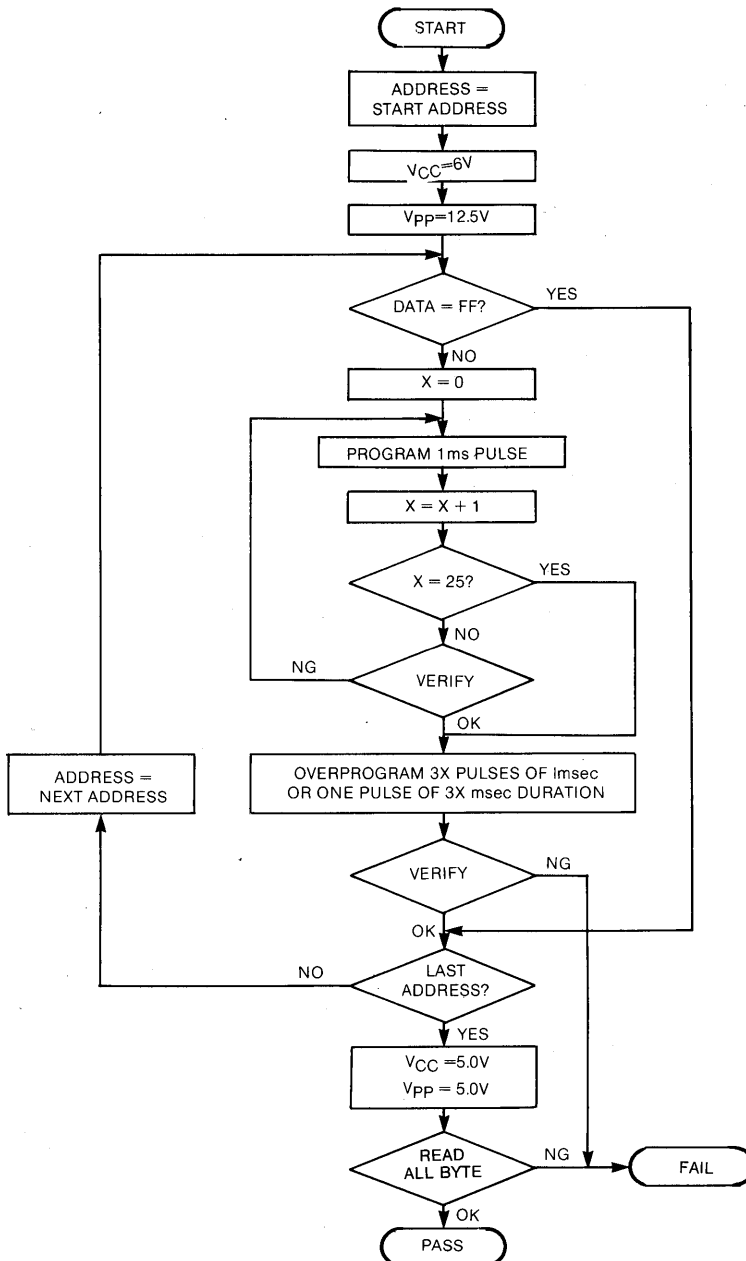 START
ADDRESS =
START ADDRESS
VCC=6V
VPP=12.5V
DATA = FF?
YES
NO
X = 0
PROGRAM 1ms PULSE
X = X + 1
X = 25?
YES
NO
NG
VERIFY
OK
ADDRESS =
NEXT ADDRESS
OVERPROGRAM 3X PULSES OF Imsec
OR ONE PULSE OF 3X msec DURATION
VERIFY
NG
OK
NO
LAST
ADDRESS?
YES
VCC =5.0V
VPP = 5.0V
READ
ALL BYTE
NG
FAIL
OK
PASS